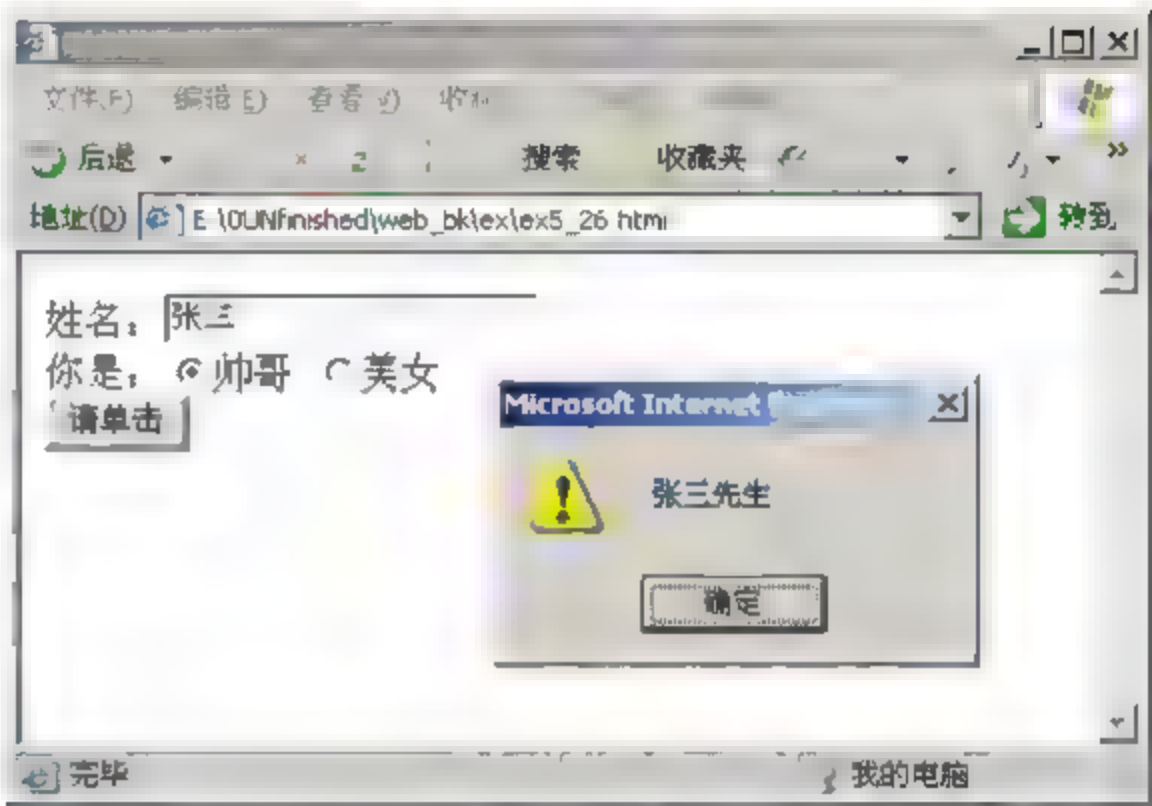 文件(F) 编辑(E) 查看(V)
后退 搜索 收藏夹
地址(D) E:\0UNfinished\web_bk\ex\ex5_26.html 转到
姓名：张三
你是：帅哥 美女
请单击
Microsoft Internet
张三先生
确定
完毕 我的电脑